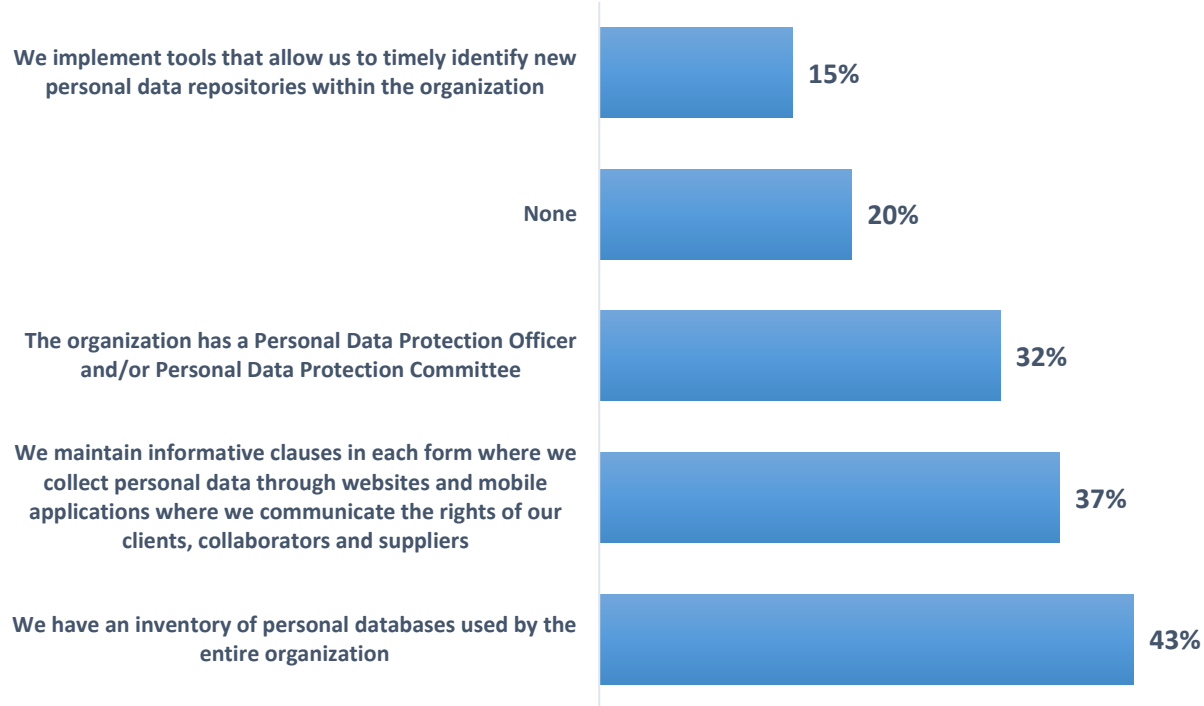 We implement tools that allow us to timely identify new
personal data repositories within the organization
15%
None
20%
The organization has a Personal Data Protection Officer
and/or Personal Data Protection Committee
32%
We maintain informative clauses in each form where we
collect personal data through websites and mobile
applications where we communicate the rights of our
clients, collaborators and suppliers
37%
We have an inventory of personal databases used by the
entire organization
43%